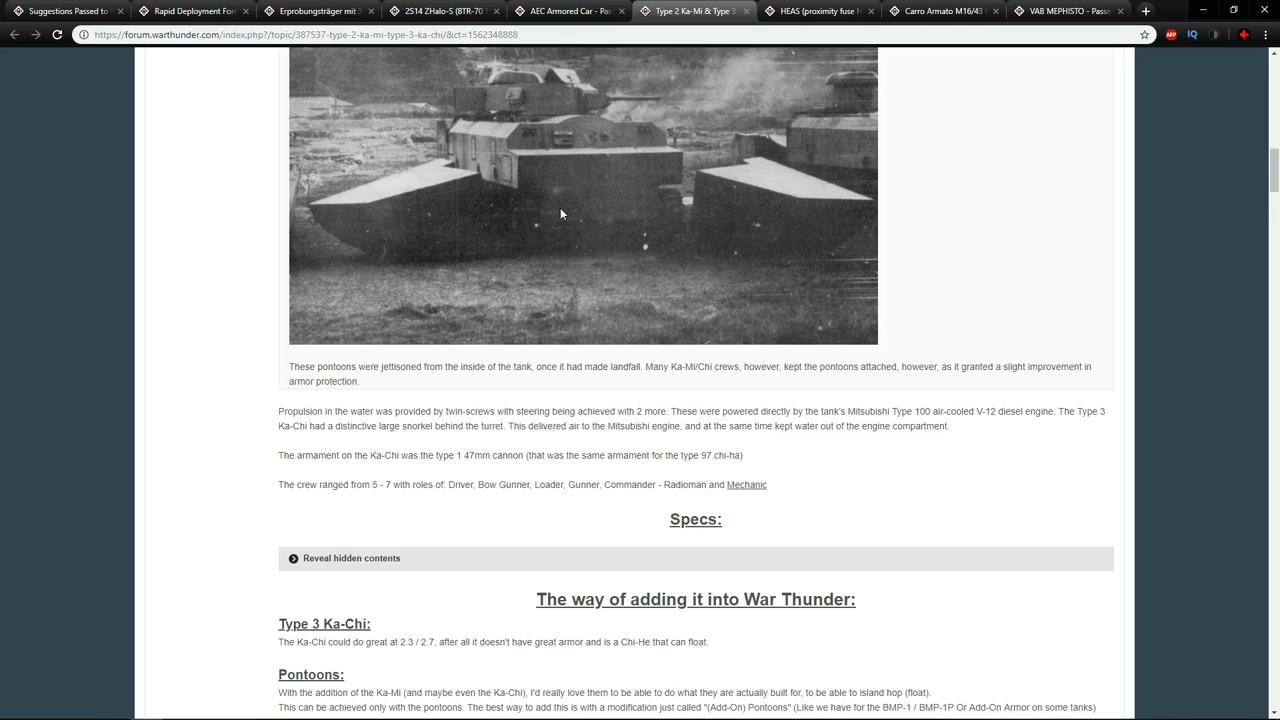 Suggestions Passed to
Rapid Deployment For
Erprobungsträger mit 3
2S14 ZHalo-S (BTR-70
AEC Armored Car - Pas
Type 2 Ka-Mi & Type 3
HEAS (proximity fuse H
Carro Armato M16/43
VAB MEPHISTO - Passe
https://forum.warthunder.com/index.php?/topic/387537-type-2-ka-mi-type-3-ka-chi/&ct=1562348888
ABP
IQ
These pontoons were jettisoned from the inside of the tank, once it had made landfall. Many Ka-Mi/Chi crews, however, kept the pontoons attached, however, as it granted a slight improvement in
armor protection.
Propulsion in the water was provided by twin-screws with steering being achieved with 2 more. These were powered directly by the tank's Mitsubishi Type 100 air-cooled V-12 diesel engine. The Type 3
Ka-Chi had a distinctive large snorkel behind the turret. This delivered air to the Mitsubishi engine, and at the same time kept water out of the engine compartment.
The armament on the Ka-Chi was the type 1 47mm cannon (that was the same armament for the type 97 chi-ha)
The crew ranged from 5 - 7 with roles of: Driver, Bow Gunner, Loader, Gunner, Commander - Radioman and Mechanic
Specs:
Reveal hidden contents
The way of adding it into War Thunder:
Type 3 Ka-Chi:
The Ka-Chi could do great at 2.3 / 2.7, after all it doesn't have great armor and is a Chi-He that can float.
Pontoons:
With the addition of the Ka-Mi (and maybe even the Ka-Chi), I'd really love them to be able to do what they are actually built for, to be able to island hop (float).
This can be achieved only with the pontoons. The best way to add this is with a modification just called "(Add-On) Pontoons" (Like we have for the BMP-1 / BMP-1P Or Add-On Armor on some tanks)